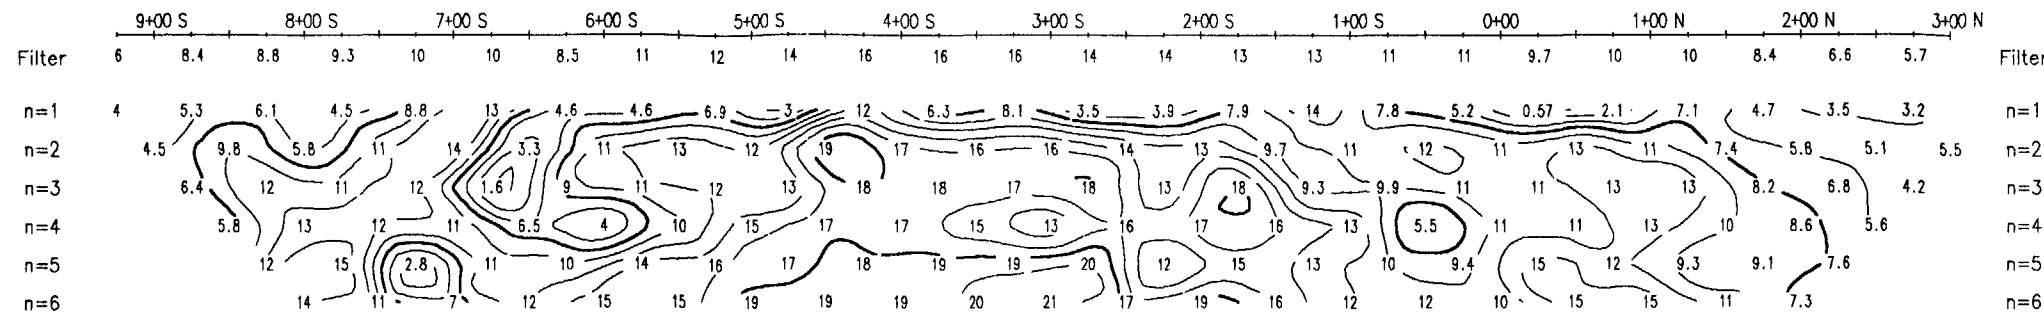 9+00 S 8+00 S 7+00 S 6+00 S 5+00 S 4+00 S 3+00 S 2+00 S 1+00 S 0+00 1+00 N 2+00 N 3+00 N
Filter 6 8.4 8.8 9.3 10 10 8.5 11 12 14 16 16 16 14 14 13 13 11 11 9.7 10 10 8.4 6.6 5.7 Filter
n=1 4 5.3 6.1 4.5 8.8 13 4.6 4.6 6.9 3 12 6.3 8.1 3.5 3.9 7.9 14 7.8 5.2 0.57 2.1 7.1 4.7 3.5 3.2 n=1
n=2 4.5 9.8 5.8 11 14 3.3 11 13 12 19 17 16 16 14 13 9.7 11 12 11 13 11 7.4 5.8 5.1 5.5 n=2
n=3 6.4 12 11 12 1.6 9 11 12 13 18 18 17 18 13 18 9.3 9.9 11 11 13 13 8.2 6.8 4.2 n=3
n=4 5.8 13 12 11 6.5 4 10 15 17 17 15 13 16 17 16 13 5.5 11 11 13 10 8.6 5.6 n=4
n=5 12 15 2.8 11 10 14 16 17 18 19 19 20 12 15 13 10 9.4 15 12 9.3 9.1 7.6 n=5
n=6 14 11 7 12 15 15 19 19 19 20 21 17 19 16 12 12 10 15 15 11 7.3 n=6